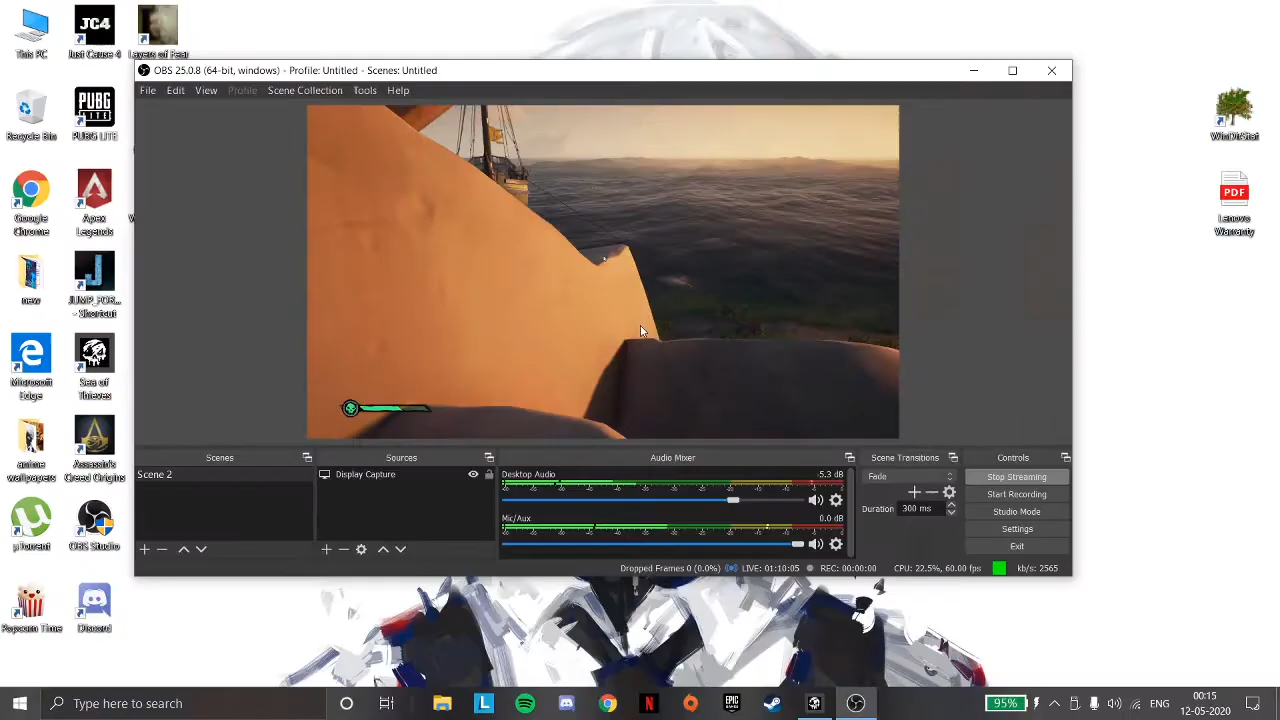 This PC
JC4
Just Cause 4
Layers of Fear
OBS 25.0.8 (64-bit, windows) - Profile: Untitled - Scenes: Untitled
File Edit View Profile Scene Collection Tools Help
Recycle Bin
PUBG LITE
PUBG LITE
WinDirStat
Google Chrome
Apex Legends
PDF
Lenovo Warranty
new
JUMP_FOR... - Shortcut
Microsoft Edge
Sea of Thieves
anime wallpapers
Assassin's Creed Origins
µTorrent
OBS Studio
Popcorn Time
Discord
Scenes
Scene 2
Sources
Display Capture
Audio Mixer
Desktop Audio -5.3 dB
Mic/Aux 0.0 dB
Scene Transitions
Fade
Duration 300 ms
Controls
Stop Streaming
Start Recording
Studio Mode
Settings
Exit
Dropped Frames 0 (0.0%) LIVE: 01:10:05 REC: 00:00:00 CPU: 22.5%, 60.00 fps kb/s: 2565
Type here to search
L
N
EPIC GAMES
95%
ENG
00:15
12-05-2020